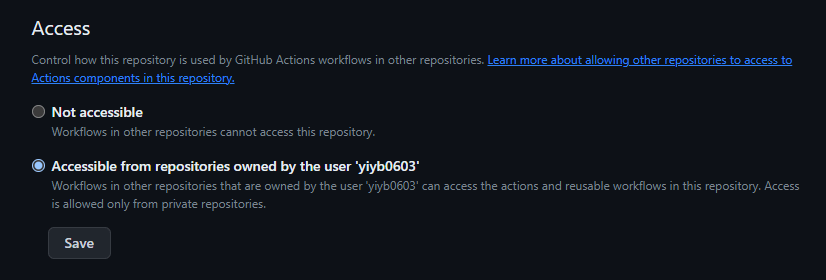 Access
Control how this repository is used by GitHub Actions workflows in other repositories. Learn more about allowing other repositories to access to
Actions components in this repository.
Not accessible
Workflows in other repositories cannot access this repository.
Accessible from repositories owned by the user 'yiyb0603'
Workflows in other repositories that are owned by the user 'yiyb0603' can access the actions and reusable workflows in this repository. Access
is allowed only from private repositories.
Save